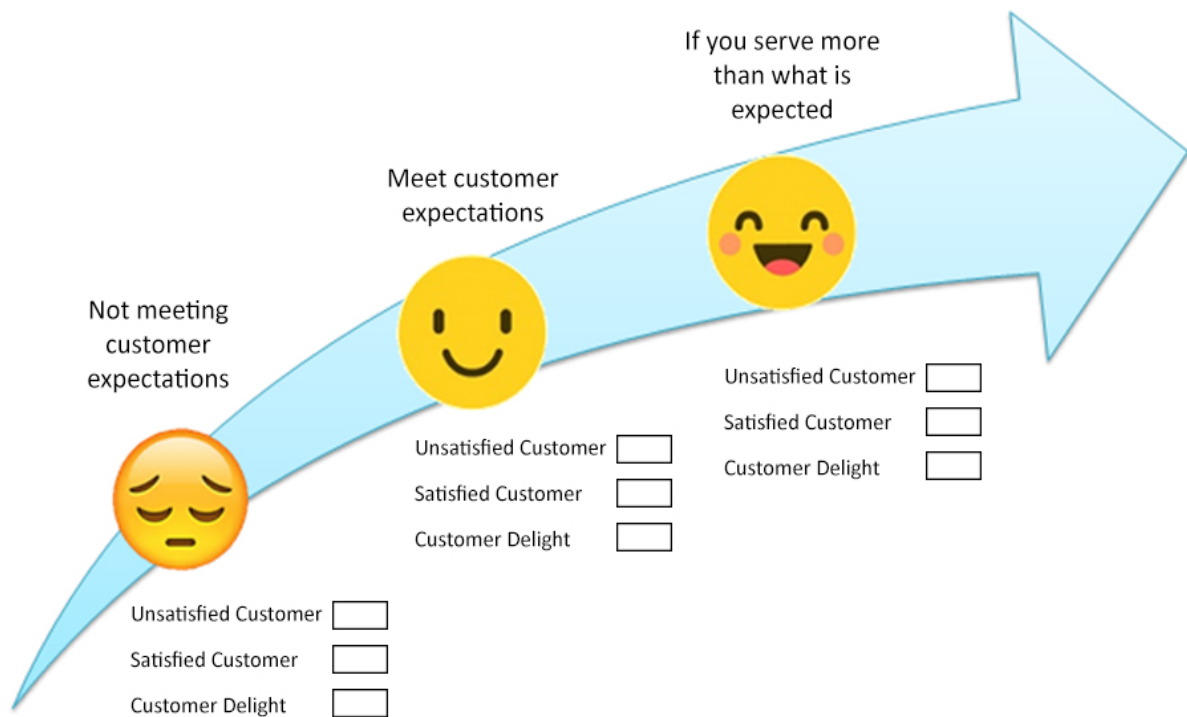 If you serve more
than what is
expected
Meet customer
expectations
Not meeting
customer
expectations
Unsatisfied Customer
Satisfied Customer
Customer Delight
Unsatisfied Customer
Satisfied Customer
Customer Delight
Unsatisfied Customer
Satisfied Customer
Customer Delight